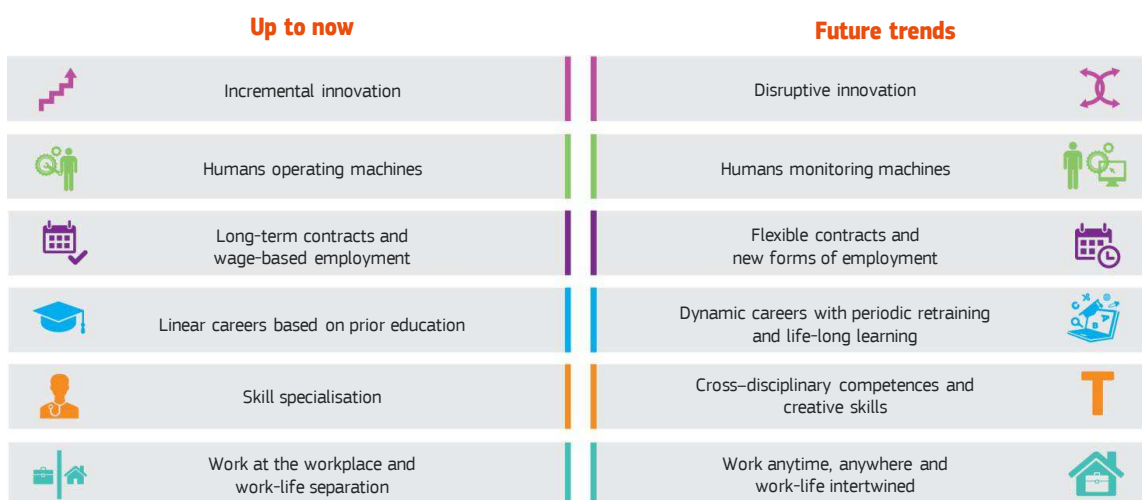 Up to now
Future trends
Incremental innovation
Disruptive innovation
Humans operating machines
Humans monitoring machines
Long-term contracts and
wage-based employment
Flexible contracts and
new forms of employment
Linear careers based on prior education
Dynamic careers with periodic retraining
and life-long learning
Skill specialisation
Cross–disciplinary competences and
creative skills
T
Work at the workplace and
work-life separation
Work anytime, anywhere and
work-life intertwined